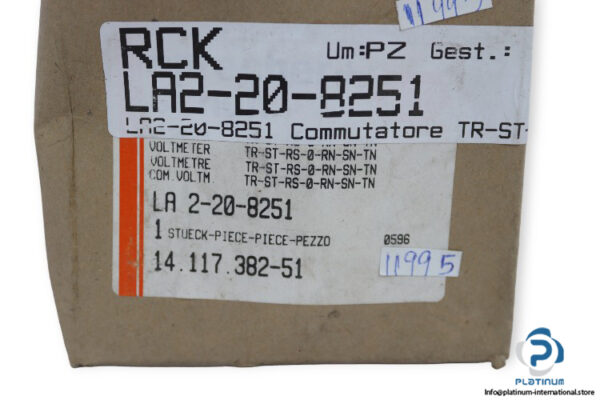 11995
RCK Um:PZ Gest.:
LA2-20-8251
LA2-20-8251 Commutatore TR-ST-
VOLTMETER TR-ST-RS-0-RN-SN-TN
VOLTMETRE TR-ST-RS-0-RN-SN-TN
COM.VOLTM TR-ST-RS-0-RN-SN-TN
LA 2-20-8251
1 STUECK-PIECE-PIECE-PEZZO 0596
14.117.382-51
11995
PLATINUM
info@platinum-international.store